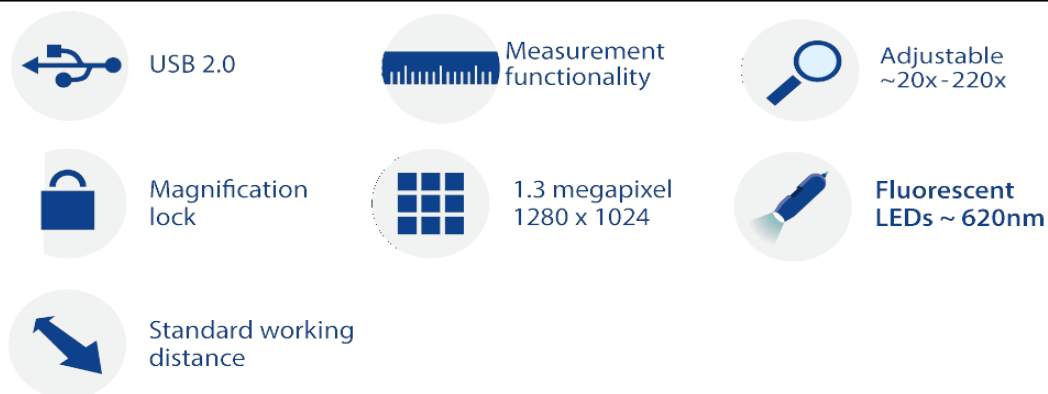 USB 2.0
Measurement
functionality
Adjustable
~20x-220x
Magnification
lock
1.3 megapixel
1280 x 1024
Fluorescent
LEDs ~ 620nm
Standard working
distance